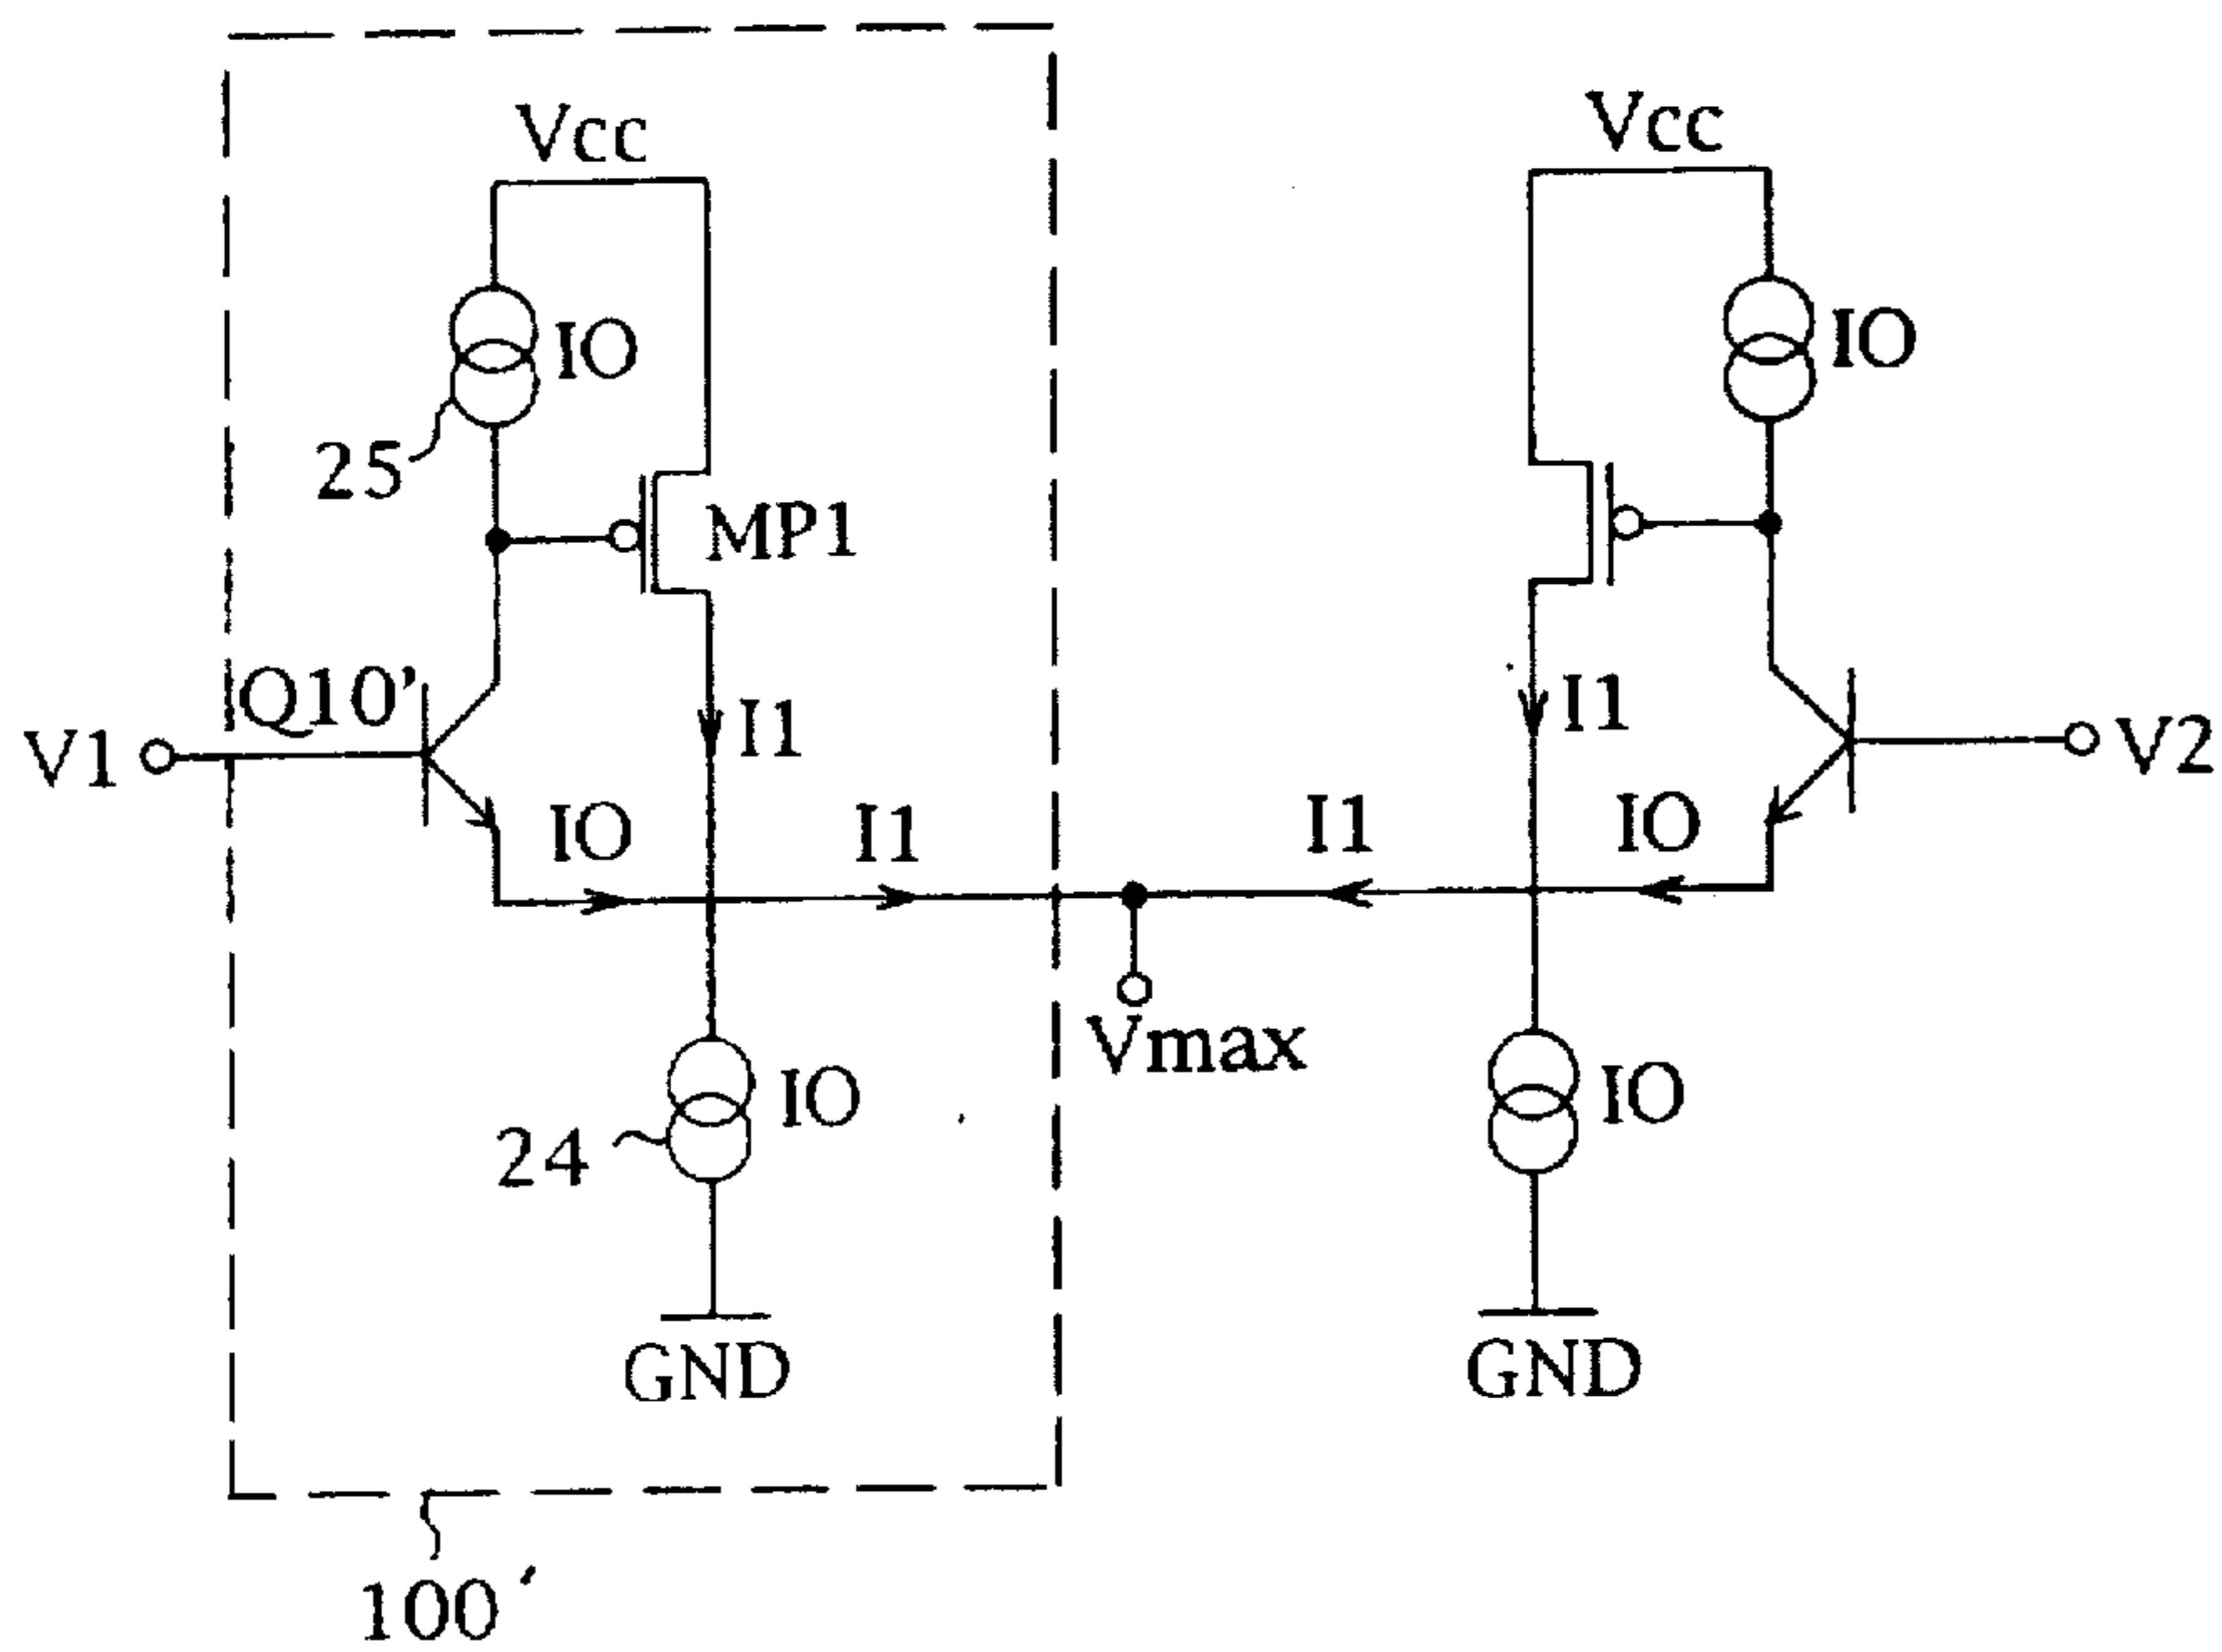 Vcc
Vcc
IO
IO
25
MP1
Q10'
I1
I1
V1
V2
IO
I1
I1
IO
Vmax
IO
IO
24
GND
GND
100'